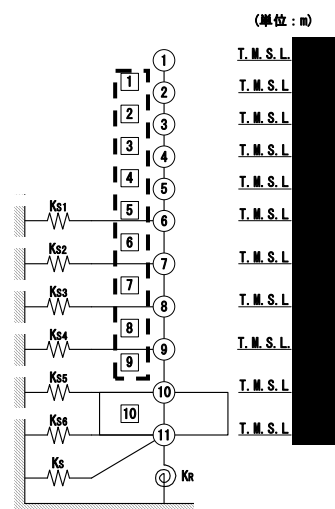 (単位:m)
① T.M.S.L.
1
② T.M.S.L
2
③ T.M.S.L
3
④ T.M.S.L
4
⑤ T.M.S.L
5
KS1 ⑥ T.M.S.L
6
KS2 ⑦ T.M.S.L
7
KS3 ⑧ T.M.S.L
8
KS4 ⑨ T.M.S.L.
9
KS5 ⑩ T.M.S.L
10
KS6 ⑪ T.M.S.L
KS KR